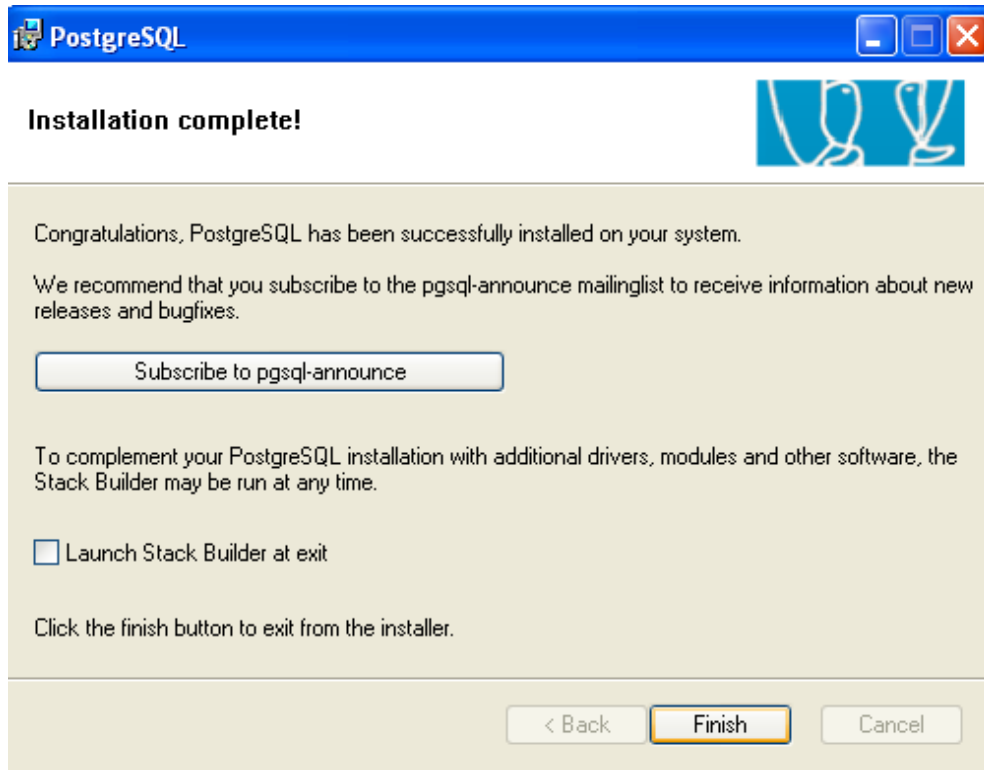 PostgreSQL
Installation complete!
Congratulations, PostgreSQL has been successfully installed on your system.
We recommend that you subscribe to the pgsql-announce mailinglist to receive information about new
releases and bugfixes.
Subscribe to pgsql-announce
To complement your PostgreSQL installation with additional drivers, modules and other software, the
Stack Builder may be run at any time.
Launch Stack Builder at exit
Click the finish button to exit from the installer.
< Back Finish Cancel